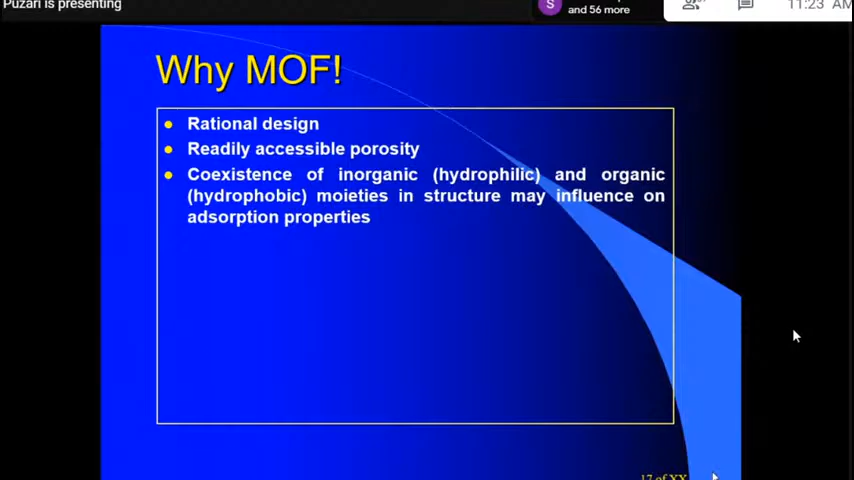 Puzari is presenting
S
and 56 more
11:23 AM
Why MOF!
Rational design
Readily accessible porosity
Coexistence of inorganic (hydrophilic) and organic
(hydrophobic) moieties in structure may influence on
adsorption properties
17 of XX